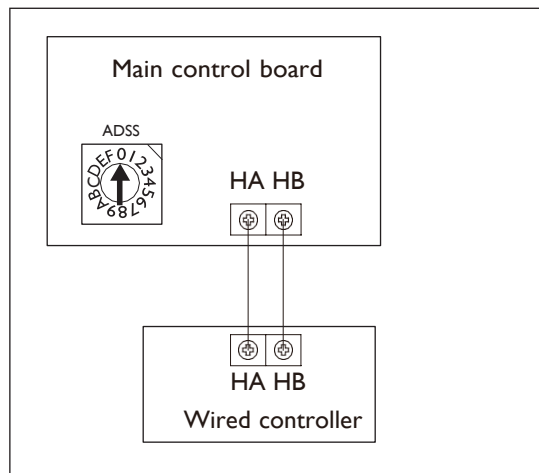 Main control board
ADSS
0123456789ABCDEF
HA HB
HA HB
Wired controller